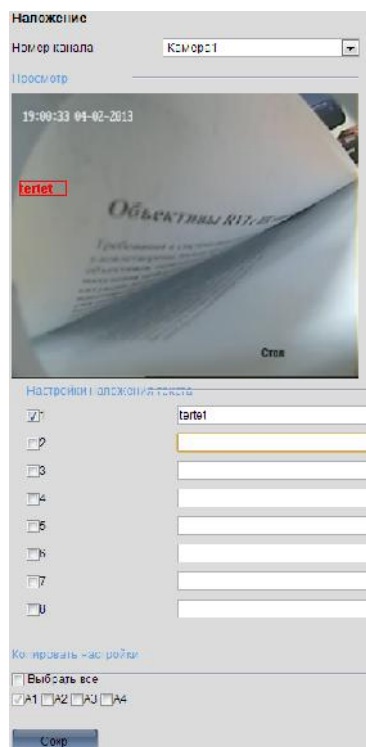 Наложение
Номер канала Камера1
Просмотр
19:00:33 04-02-2013
tertet
Объективы
Стоп
Настройки наложения текста
1 tertet
2
3
4
5
6
7
8
Копировать настройки
Выбрать все
A1 A2 A3 A4
Сохр